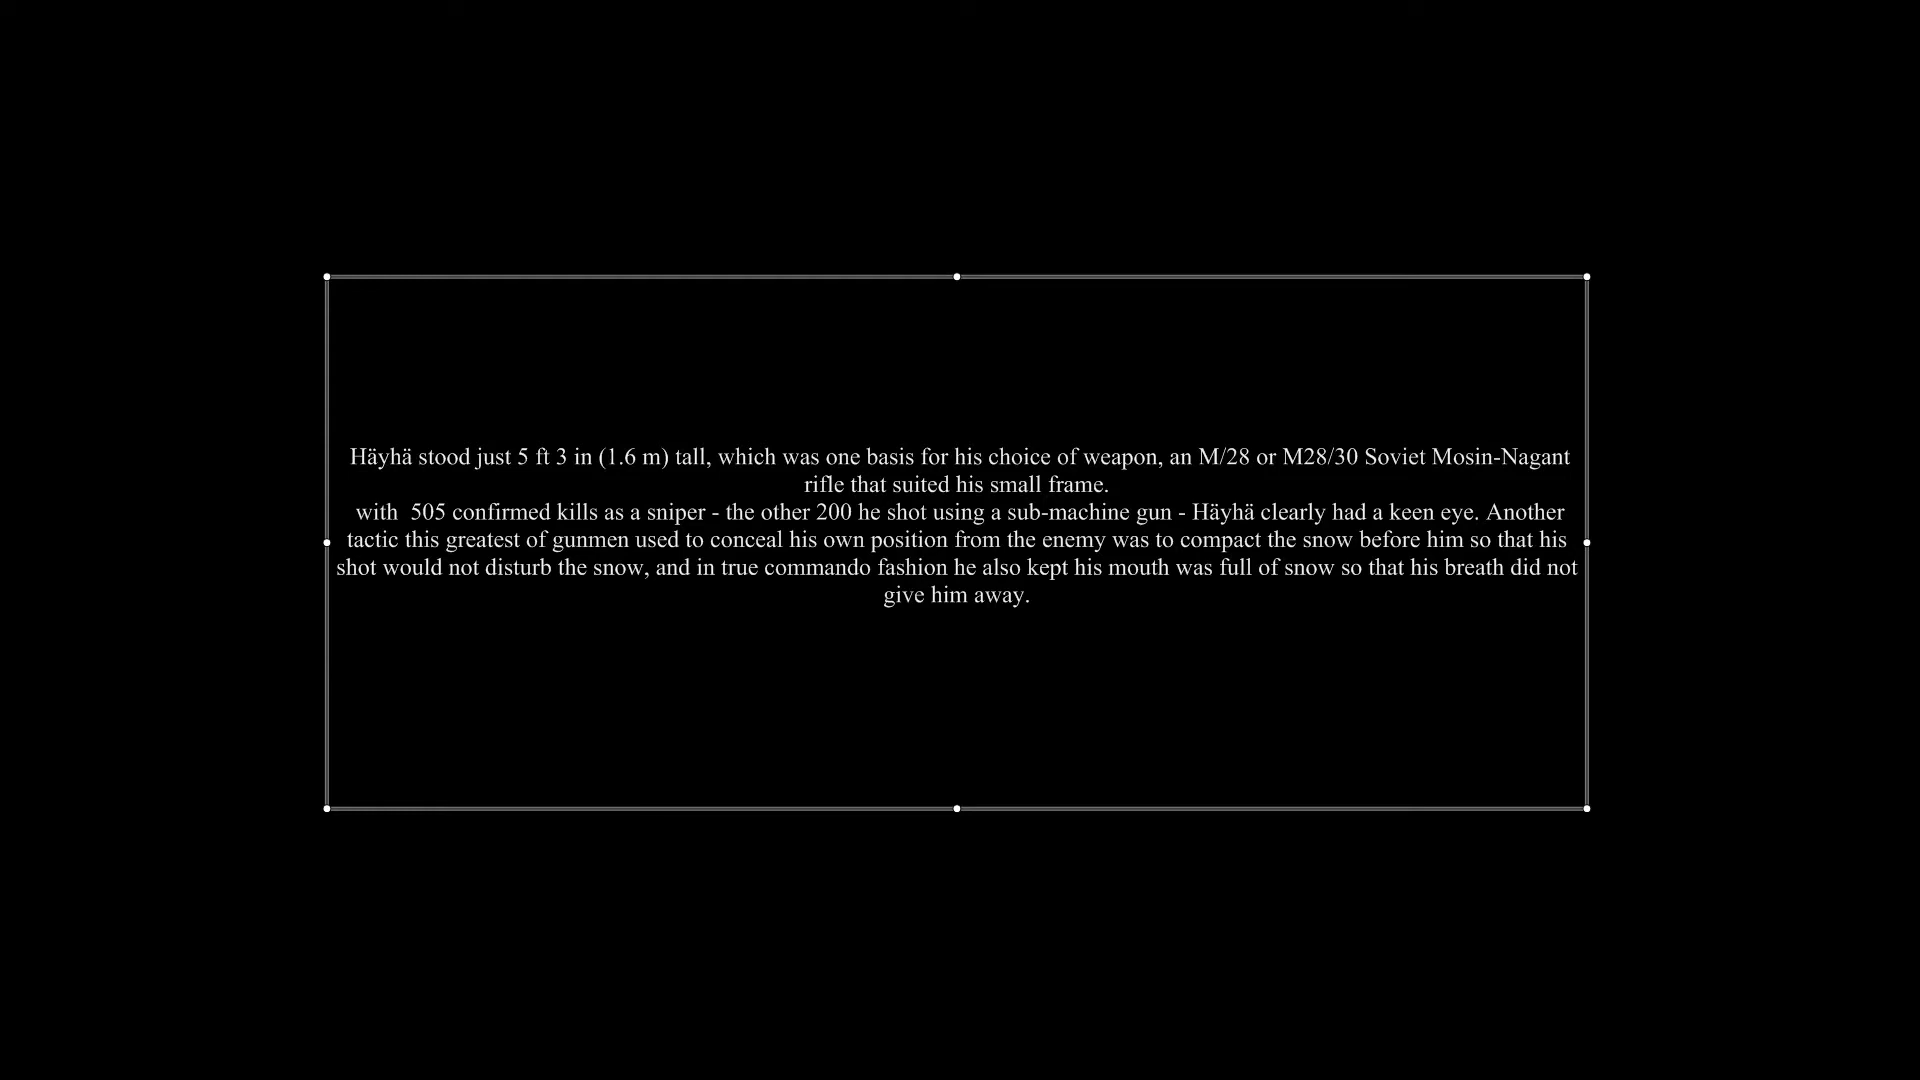 Häyhä stood just 5 ft 3 in (1.6 m) tall, which was one basis for his choice of weapon, an M/28 or M28/30 Soviet Mosin-Nagant
rifle that suited his small frame.
with  505 confirmed kills as a sniper - the other 200 he shot using a sub-machine gun - Häyhä clearly had a keen eye. Another
tactic this greatest of gunmen used to conceal his own position from the enemy was to compact the snow before him so that his
shot would not disturb the snow, and in true commando fashion he also kept his mouth was full of snow so that his breath did not
give him away.